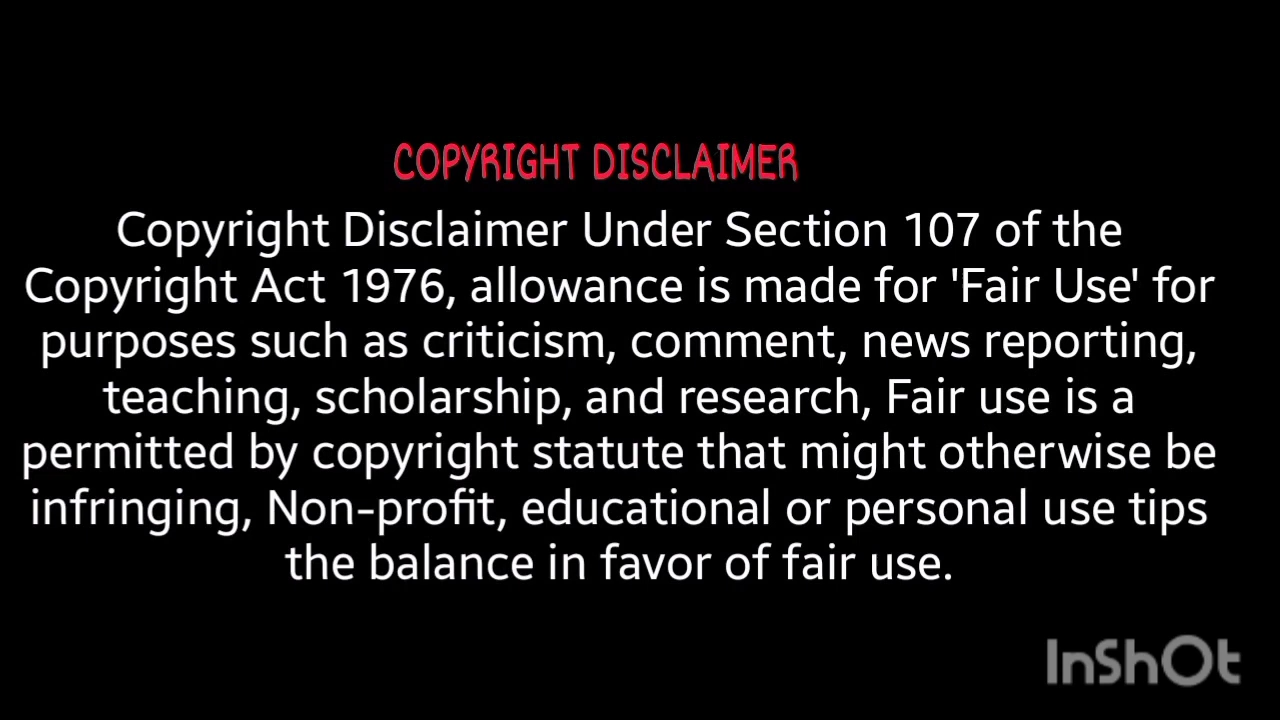 COPYRIGHT DISCLAIMER
Copyright Disclaimer Under Section 107 of the
Copyright Act 1976, allowance is made for 'Fair Use' for
purposes such as criticism, comment, news reporting,
teaching, scholarship, and research, Fair use is a
permitted by copyright statute that might otherwise be
infringing, Non-profit, educational or personal use tips
the balance in favor of fair use.
InShOt